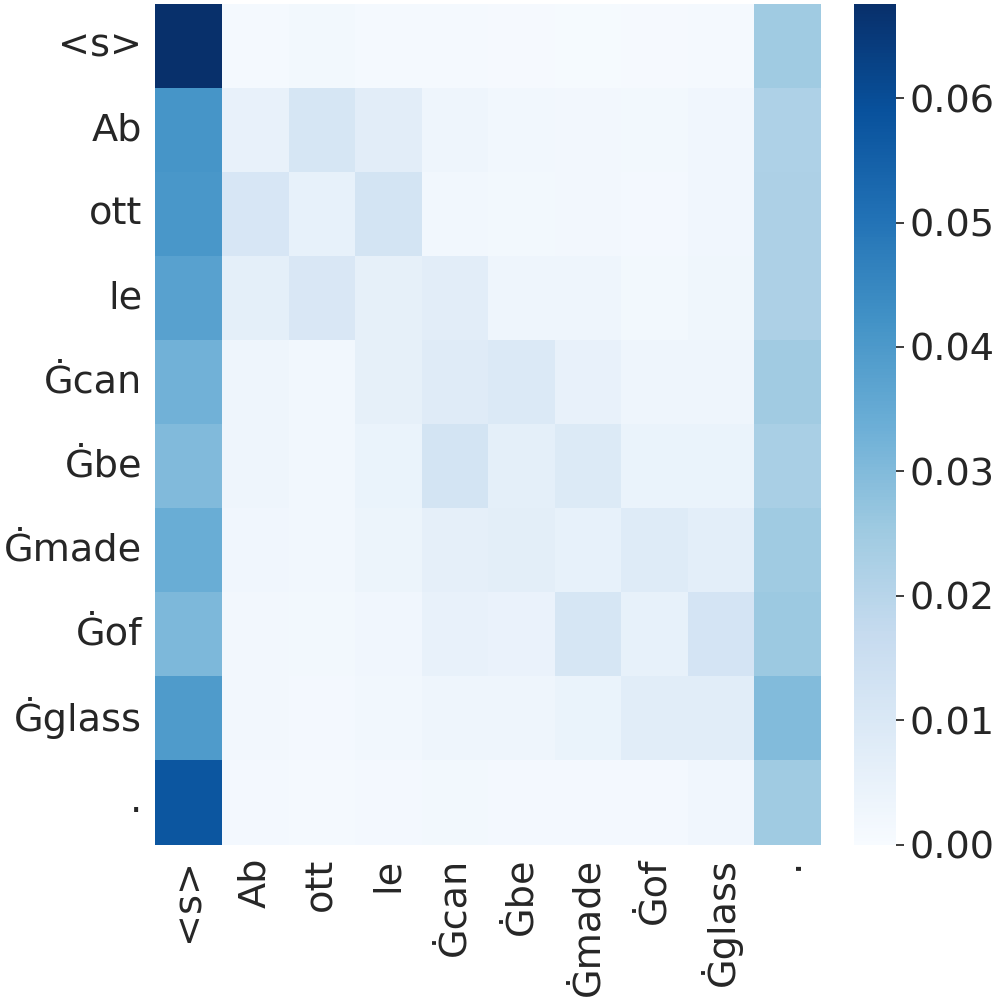 <s>
Ab
ott
le
Ġcan
Ġbe
Ġmade
Ġof
Ġglass
.
<s>
Ab
ott
le
Ġcan
Ġbe
Ġmade
Ġof
Ġglass
.
0.06
0.05
0.04
0.03
0.02
0.01
0.00